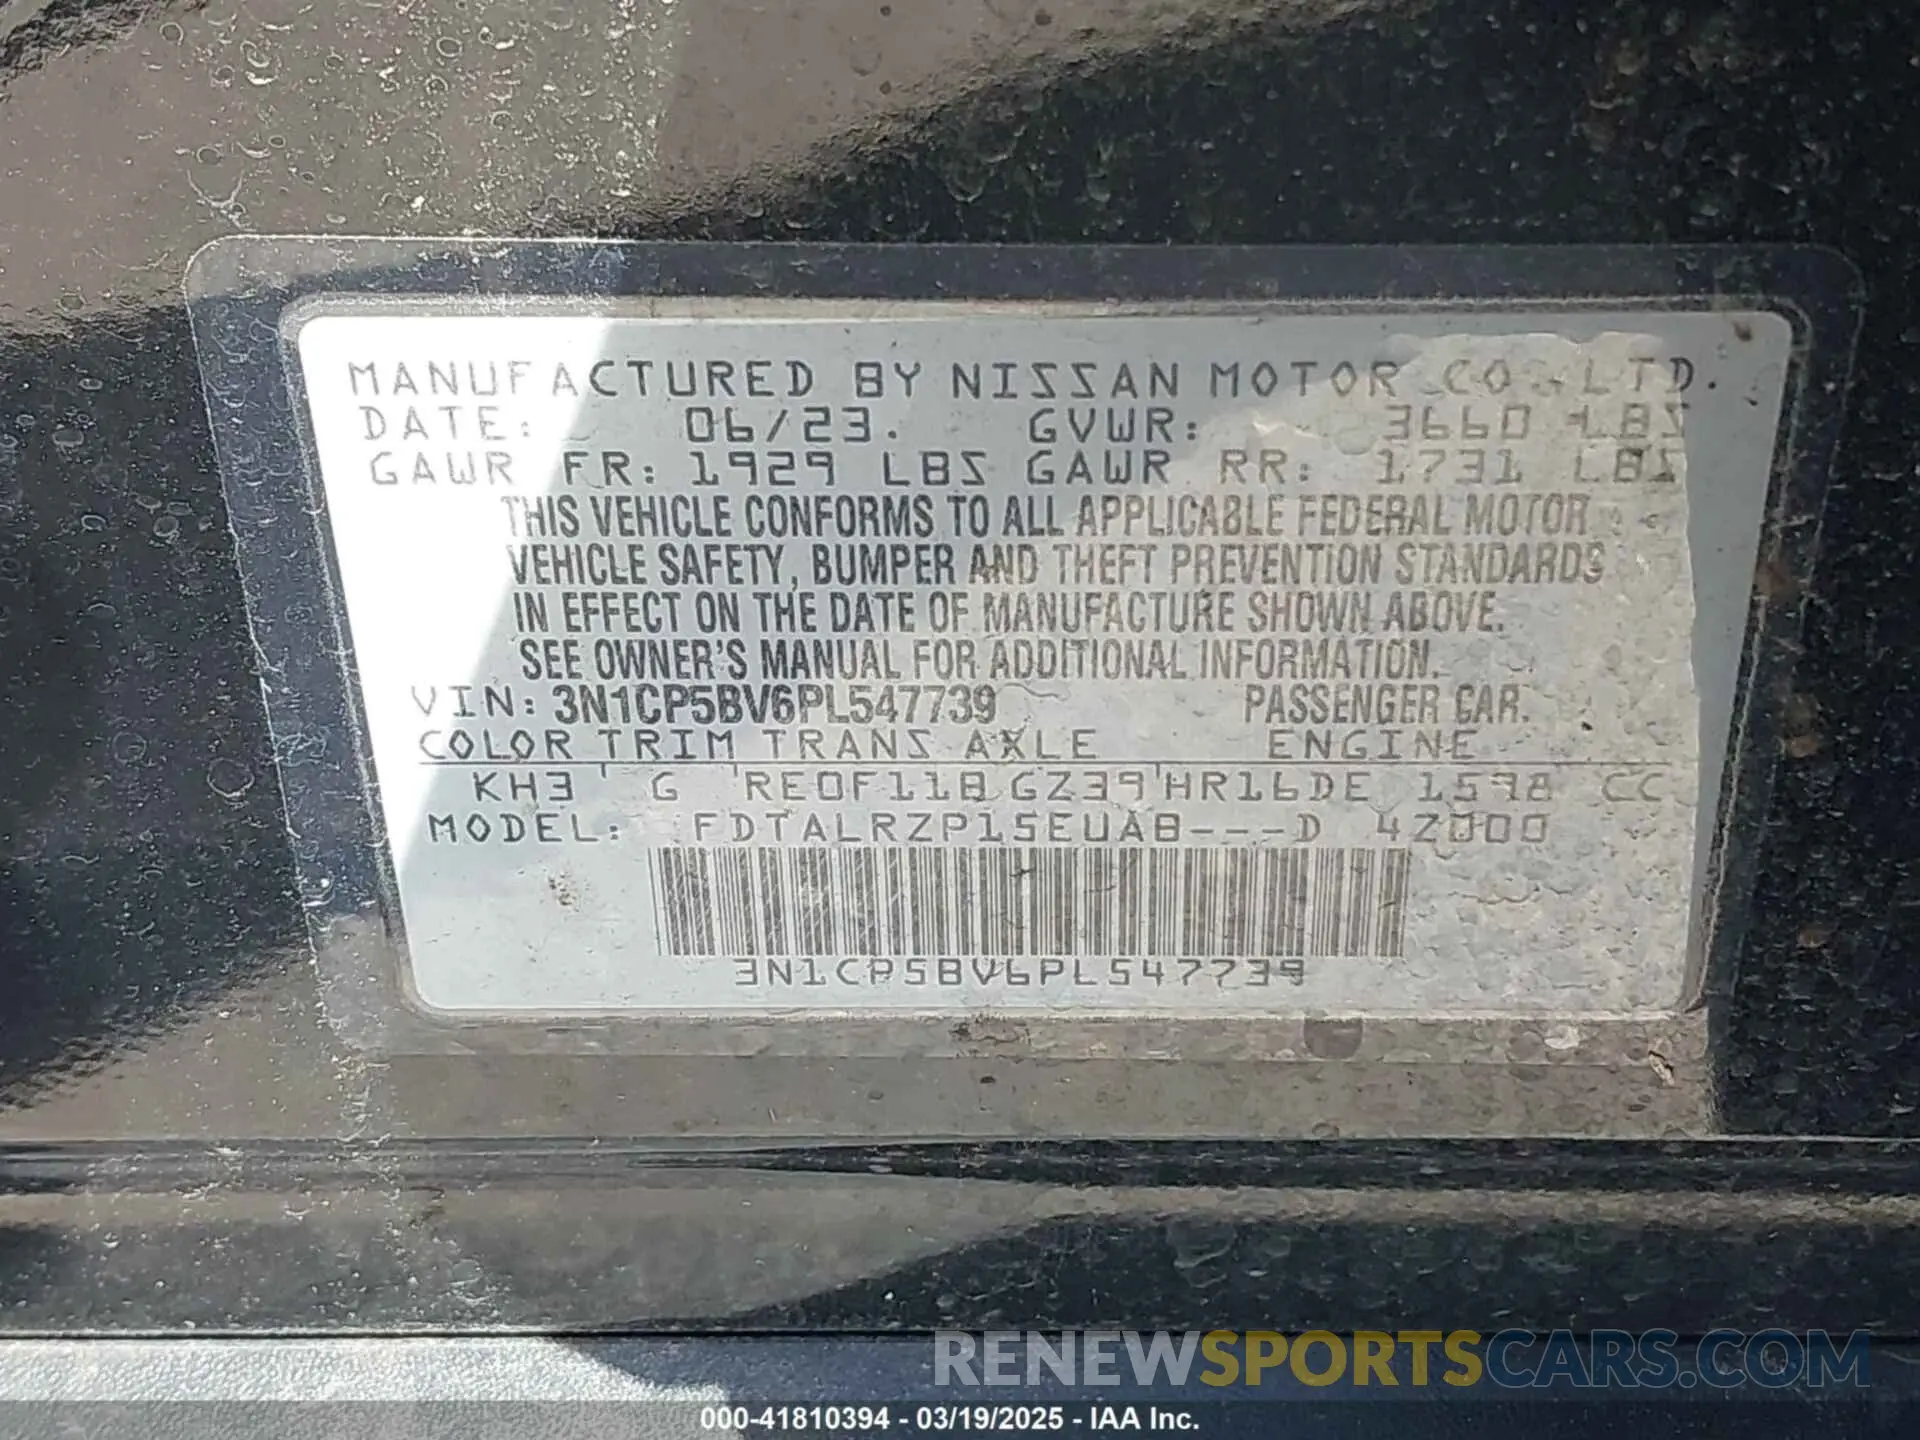 MANUFACTURED BY NISSAN MOTOR CO., LTD.
DATE: 06/23. GVWR: 3660 LBS
GAWR FR: 1929 LBS GAWR RR: 1731 LBS
THIS VEHICLE CONFORMS TO ALL APPLICABLE FEDERAL MOTOR
VEHICLE SAFETY, BUMPER AND THEFT PREVENTION STANDARDS
IN EFFECT ON THE DATE OF MANUFACTURE SHOWN ABOVE.
SEE OWNER'S MANUAL FOR ADDITIONAL INFORMATION.
VIN: 3N1CP5BV6PL547739 PASSENGER CAR.
COLOR TRIM TRANS AXLE ENGINE
KH3 ' G ' RE0F11B GZ39 ' HR16DE 1598 CC
MODEL: FDTALRZP15EUAB---D 4Z000
3N1CP5BV6PL547739
RENEWSPORTSCARS.COM
000-41810394 - 03/19/2025 - IAA Inc.